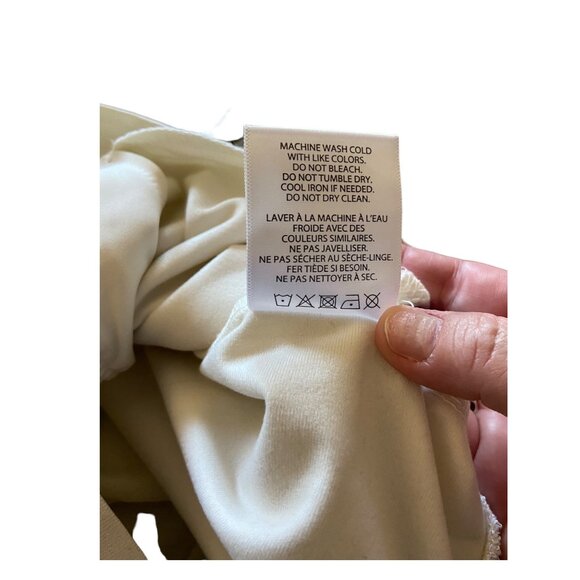 MACHINE WASH COLD
WITH LIKE COLORS.
DO NOT BLEACH.
DO NOT TUMBLE DRY.
COOL IRON IF NEEDED.
DO NOT DRY CLEAN.
LAVER À LA MACHINE À L'EAU
FROIDE AVEC DES
COULEURS SIMILAIRES.
NE PAS JAVELLISER.
NE PAS SÉCHER AU SÈCHE-LINGE.
FER TIÈDE SI BESOIN.
NE PAS NETTOYER À SEC.